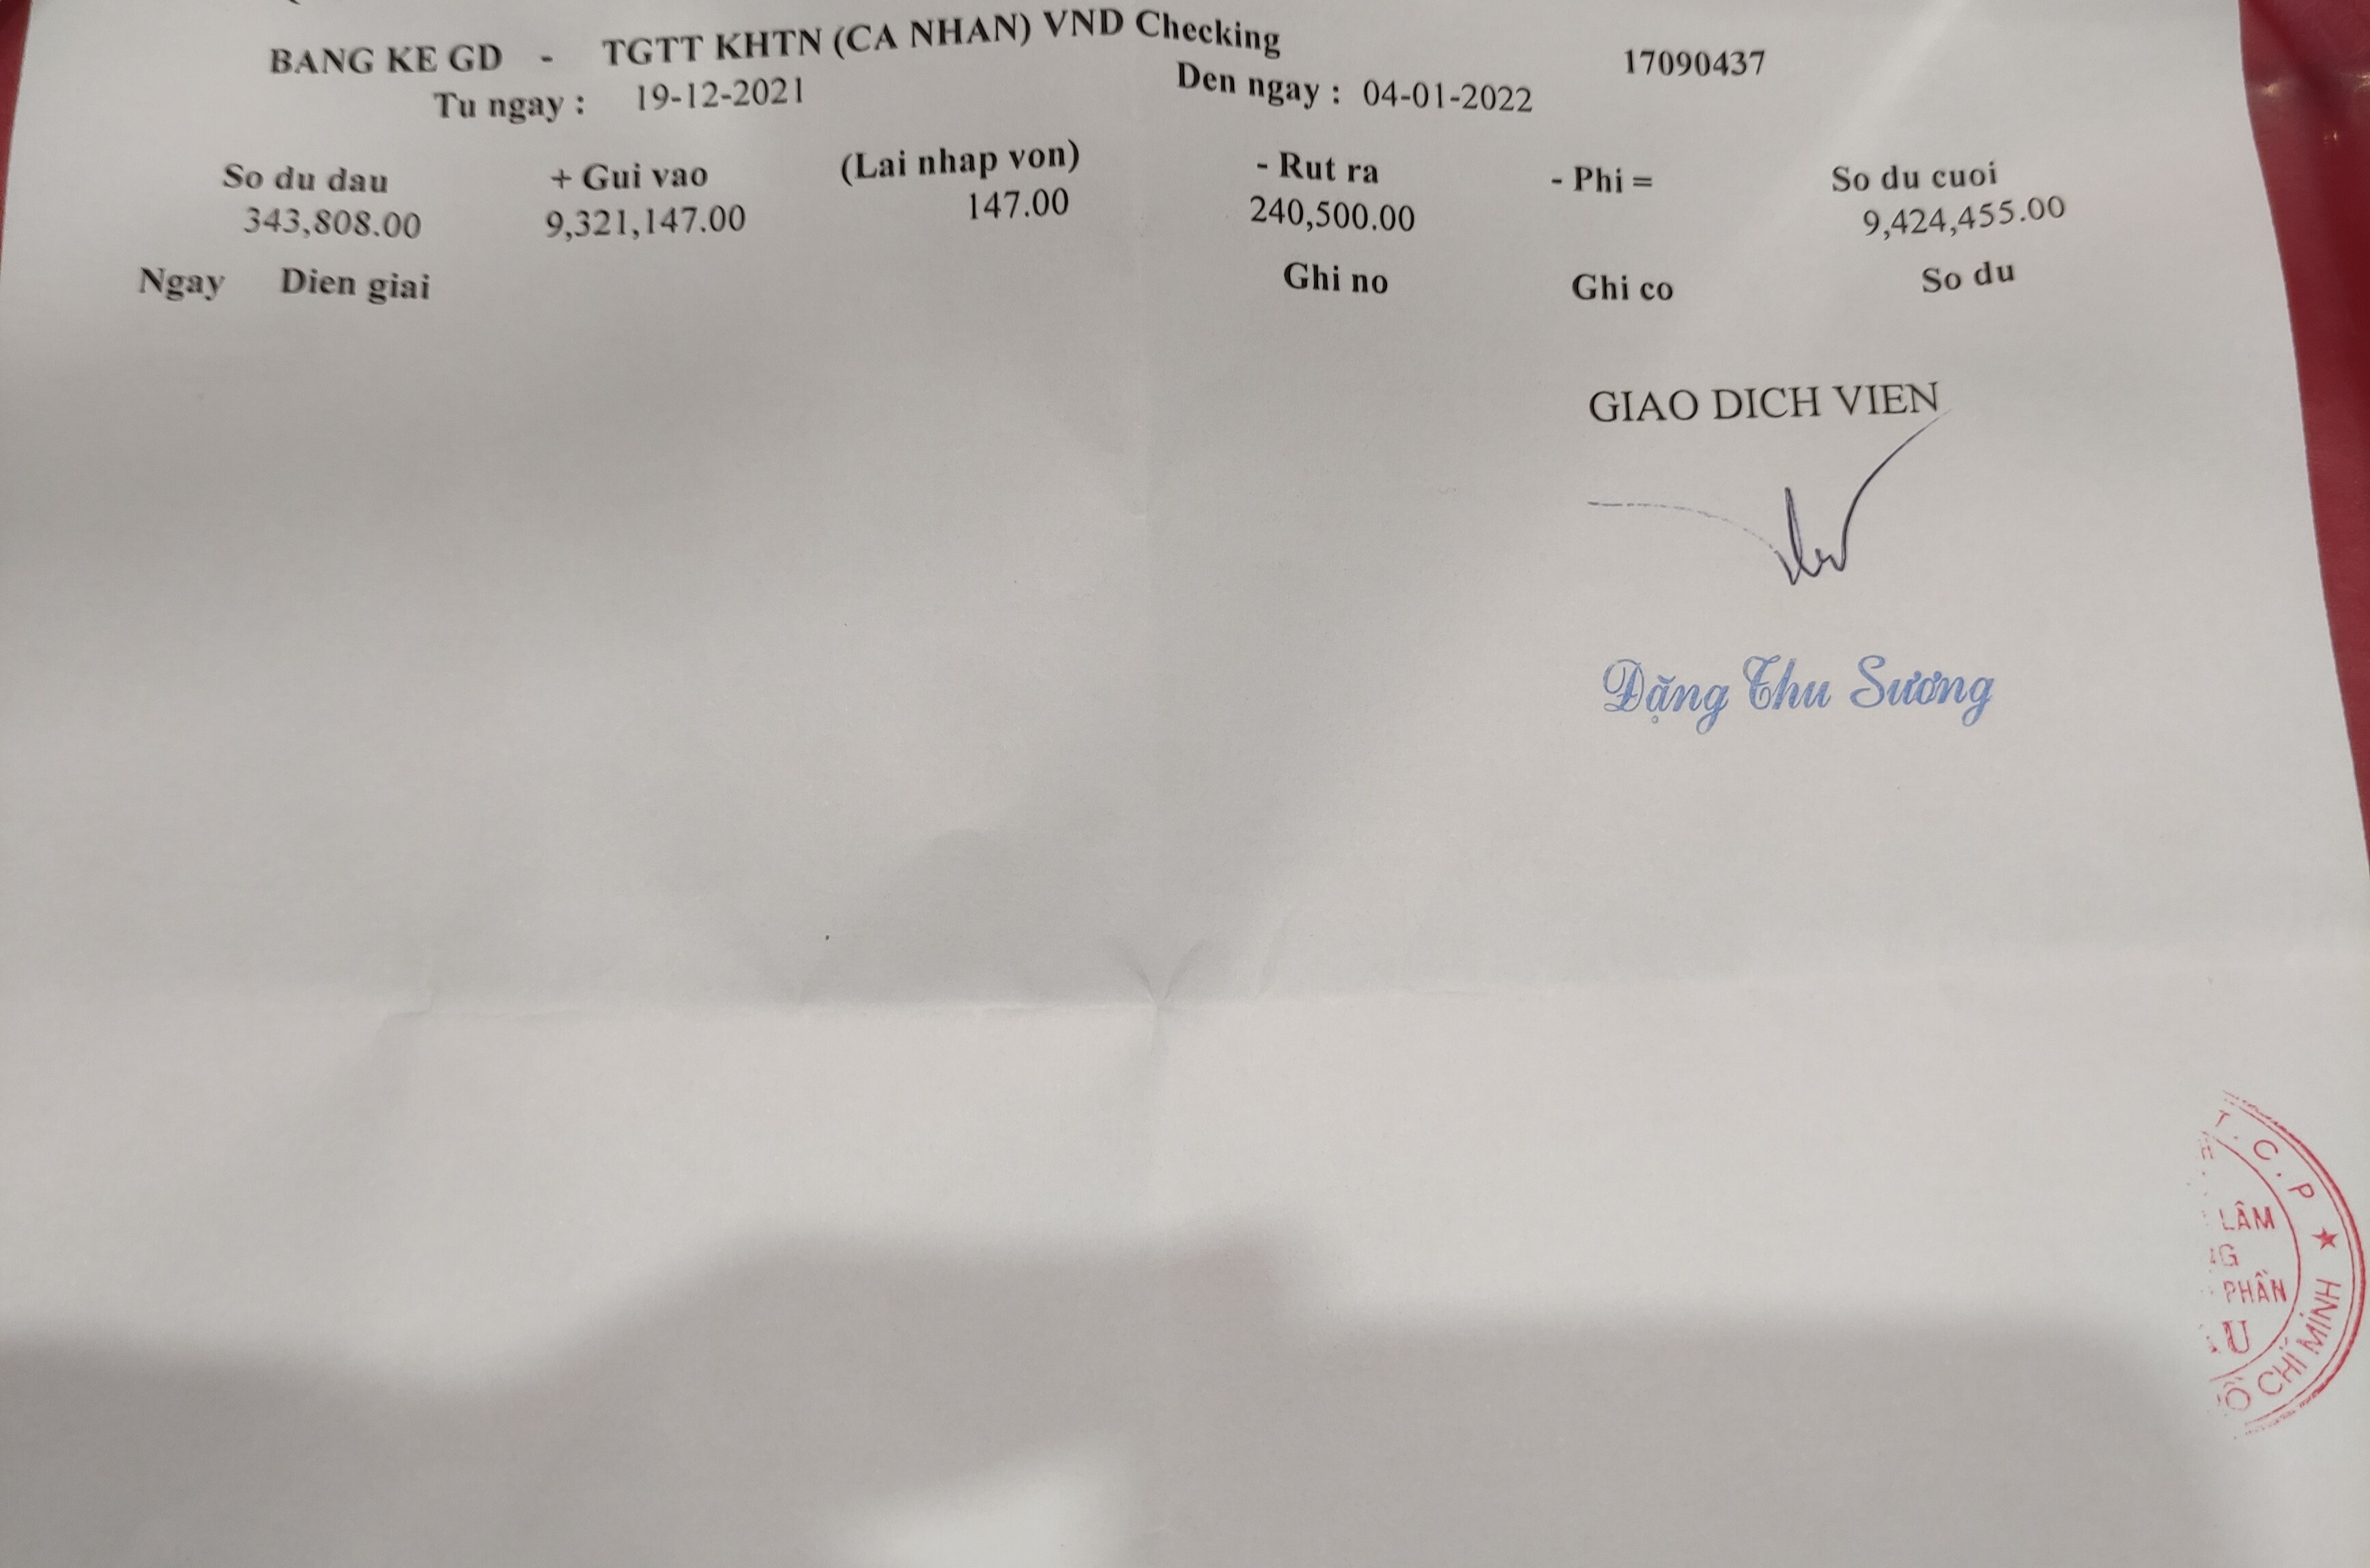 BANG KE GD - TGTT KHTN (CA NHAN) VND Checking 17090437
Tu ngay : 19-12-2021 Den ngay : 04-01-2022
So du dau + Gui vao (Lai nhap von) - Rut ra - Phi = So du cuoi
343,808.00 9,321,147.00 147.00 240,500.00 9,424,455.00
Ngay Dien giai Ghi no Ghi co So du
GIAO DICH VIEN
Đặng Thu Sương
T.C.P ★
LÂM
PHẦN
CHÍ MINH